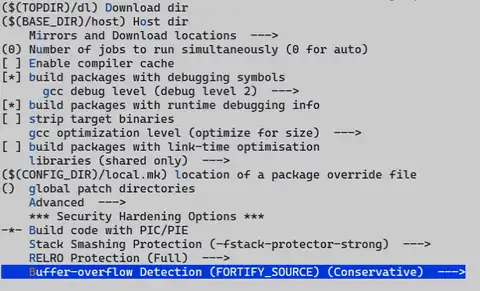 ($(TOPDIR)/dl) Download dir
($(BASE_DIR)/host) Host dir
Mirrors and Download locations  --->
(0) Number of jobs to run simultaneously (0 for auto)
[ ] Enable compiler cache
[*] build packages with debugging symbols
gcc debug level (debug level 2)  --->
[*] build packages with runtime debugging info
[ ] strip target binaries
gcc optimization level (optimize for size)  --->
[ ] build packages with link-time optimisation
libraries (shared only)  --->
($(CONFIG_DIR)/local.mk) location of a package override file
()  global patch directories
Advanced  --->
*** Security Hardening Options ***
-*- Build code with PIC/PIE
Stack Smashing Protection (-fstack-protector-strong)  --->
RELRO Protection (Full)  --->
Buffer-overflow Detection (FORTIFY_SOURCE) (Conservative)  --->